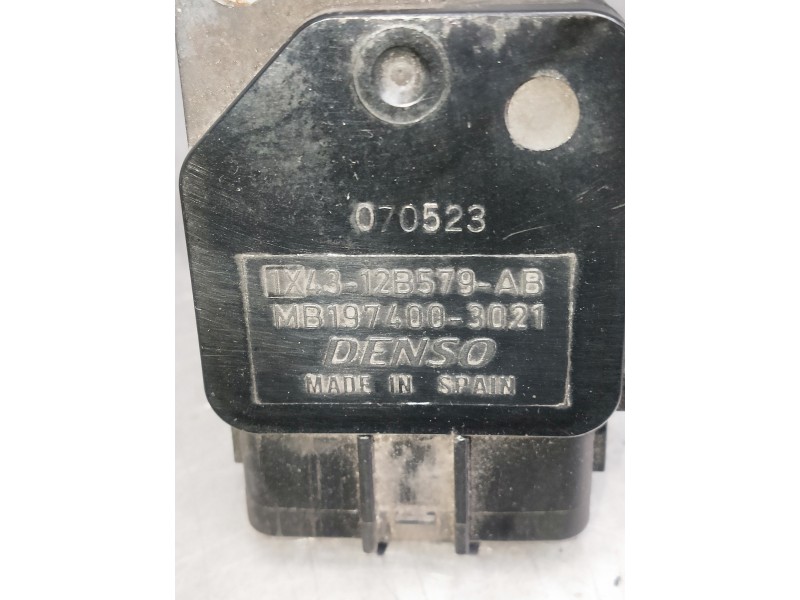 070523
1X43-12B579-AB
MB197400-3021
DENSO
MADE IN SPAIN